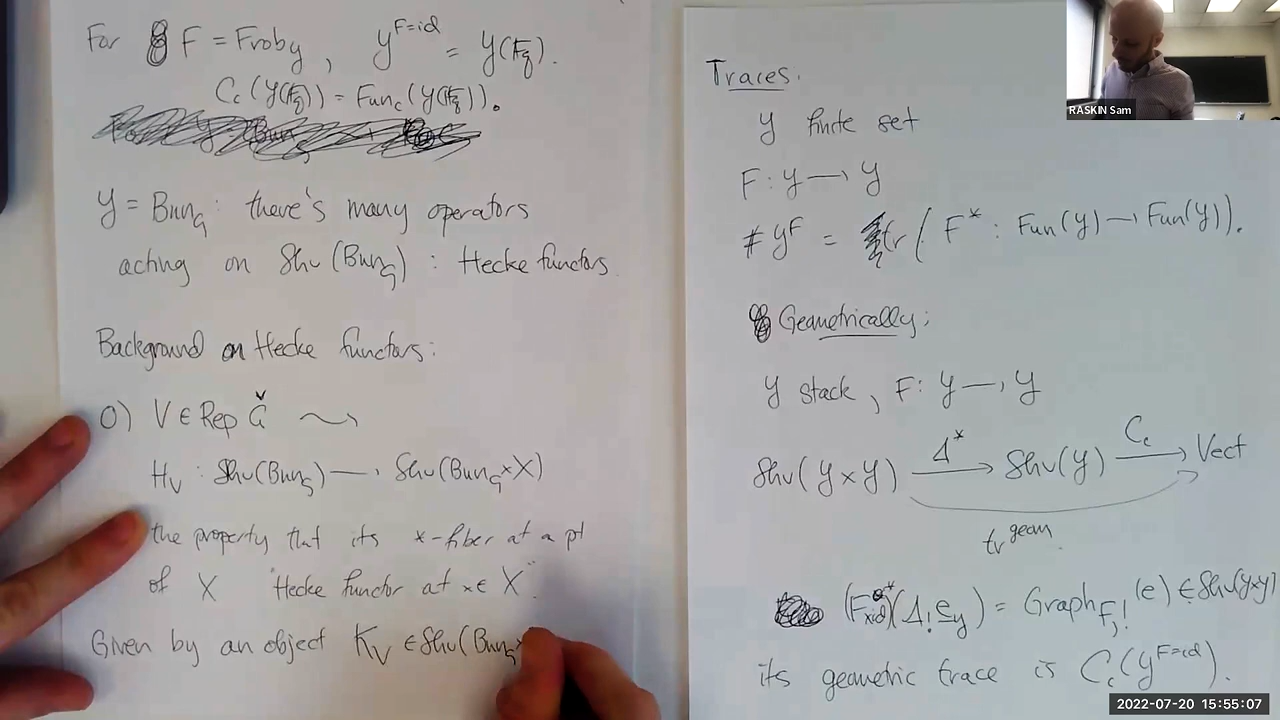 For F = Frob_y, y^{F=id} = y(F_q).
C_c(y(F_q)) = Fun_c(y(F_q)).
y = Bun_G : there's many operators
acting on Shv(Bun_G) : Hecke functors.
Background on Hecke functors:
0) V ∈ Rep Ǧ ⇝
H_V : Shv(Bun_G) → Shv(Bun_G × X)
the property that its *-fiber at a pt
of X "Hecke functor at x ∈ X".
Given by an object K_V ∈ Shv(Bun_G ×
Traces.
y finite set
F : y → y
# y^F = tr( F^* : Fun(y) → Fun(y)).
Geometrically:
y stack, F : y → y
Shv(y × y) Δ^* → Shv(y) C_c → Vect
tr^{geom}
(F × id)^*(Δ_! e_y) = Graph_{F,!}(e) ∈ Shv(y×y)
its geometric trace is C_c(y^{F=id}).
RASKIN Sam
2022-07-20 15:55:07